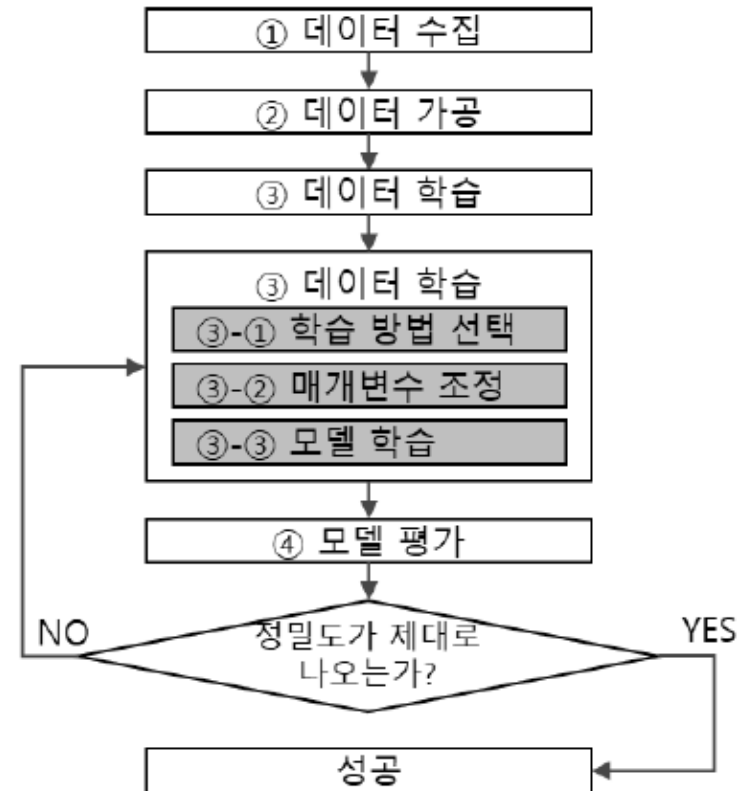 ① 데이터 수집
② 데이터 가공
③ 데이터 학습
③ 데이터 학습
③-① 학습 방법 선택
③-② 매개변수 조정
③-③ 모델 학습
④ 모델 평가
NO
정밀도가 제대로
나오는가?
YES
성공